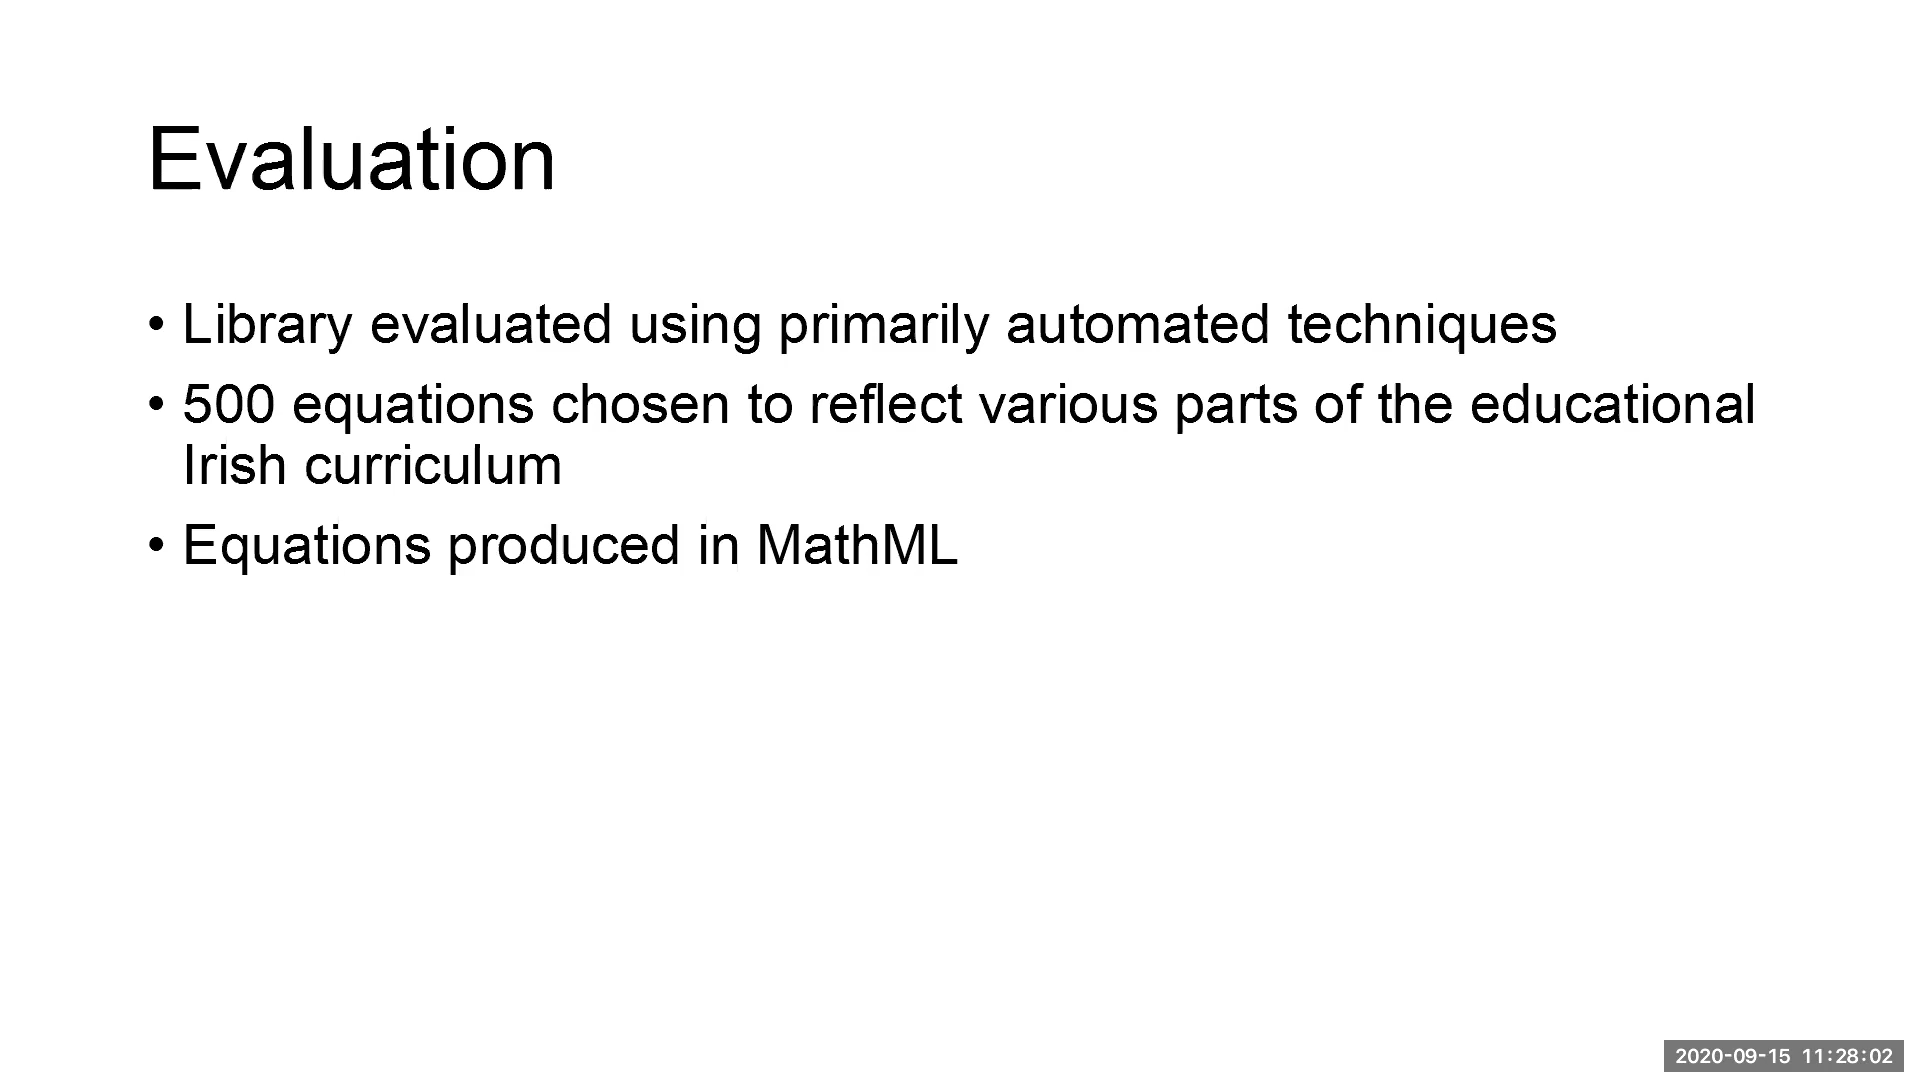 Evaluation
• Library evaluated using primarily automated techniques
• 500 equations chosen to reflect various parts of the educational
Irish curriculum
• Equations produced in MathML
2020-09-15 11:28:02